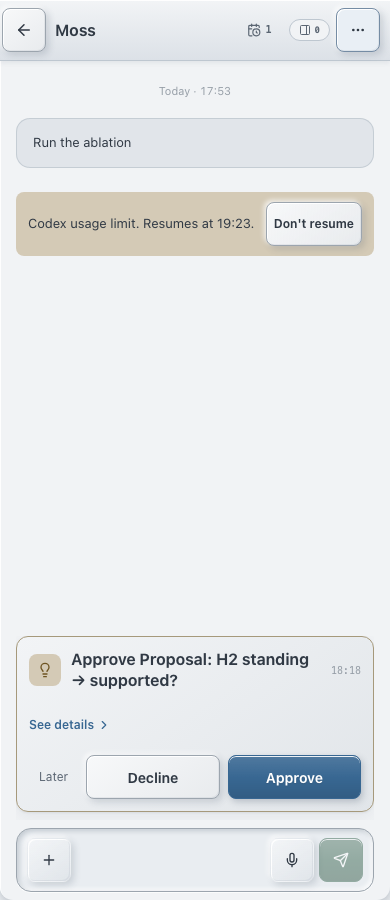 Moss
1
0
Today · 17:53
Run the ablation
Codex usage limit. Resumes at 19:23.
Don't resume
Approve Proposal: H2 standing
→ supported?
18:18
See details
Later
Decline
Approve